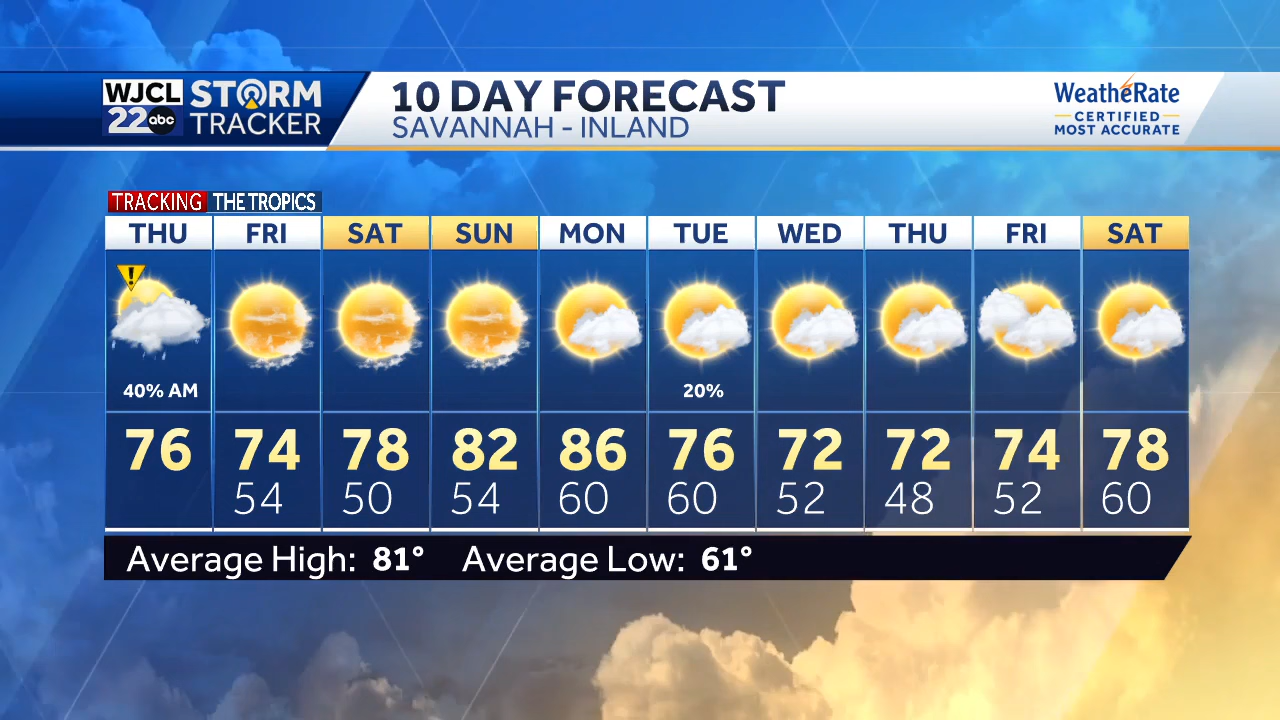 WJCL
22 abc
STORM
TRACKER
10 DAY FORECAST
SAVANNAH - INLAND
WeatheRate
CERTIFIED
MOST ACCURATE
TRACKING THE TROPICS
THU FRI SAT SUN MON TUE WED THU FRI SAT
!
40% AM 20%
76 74 78 82 86 76 72 72 74 78
54 50 54 60 60 52 48 52 60
Average High: 81° Average Low: 61°